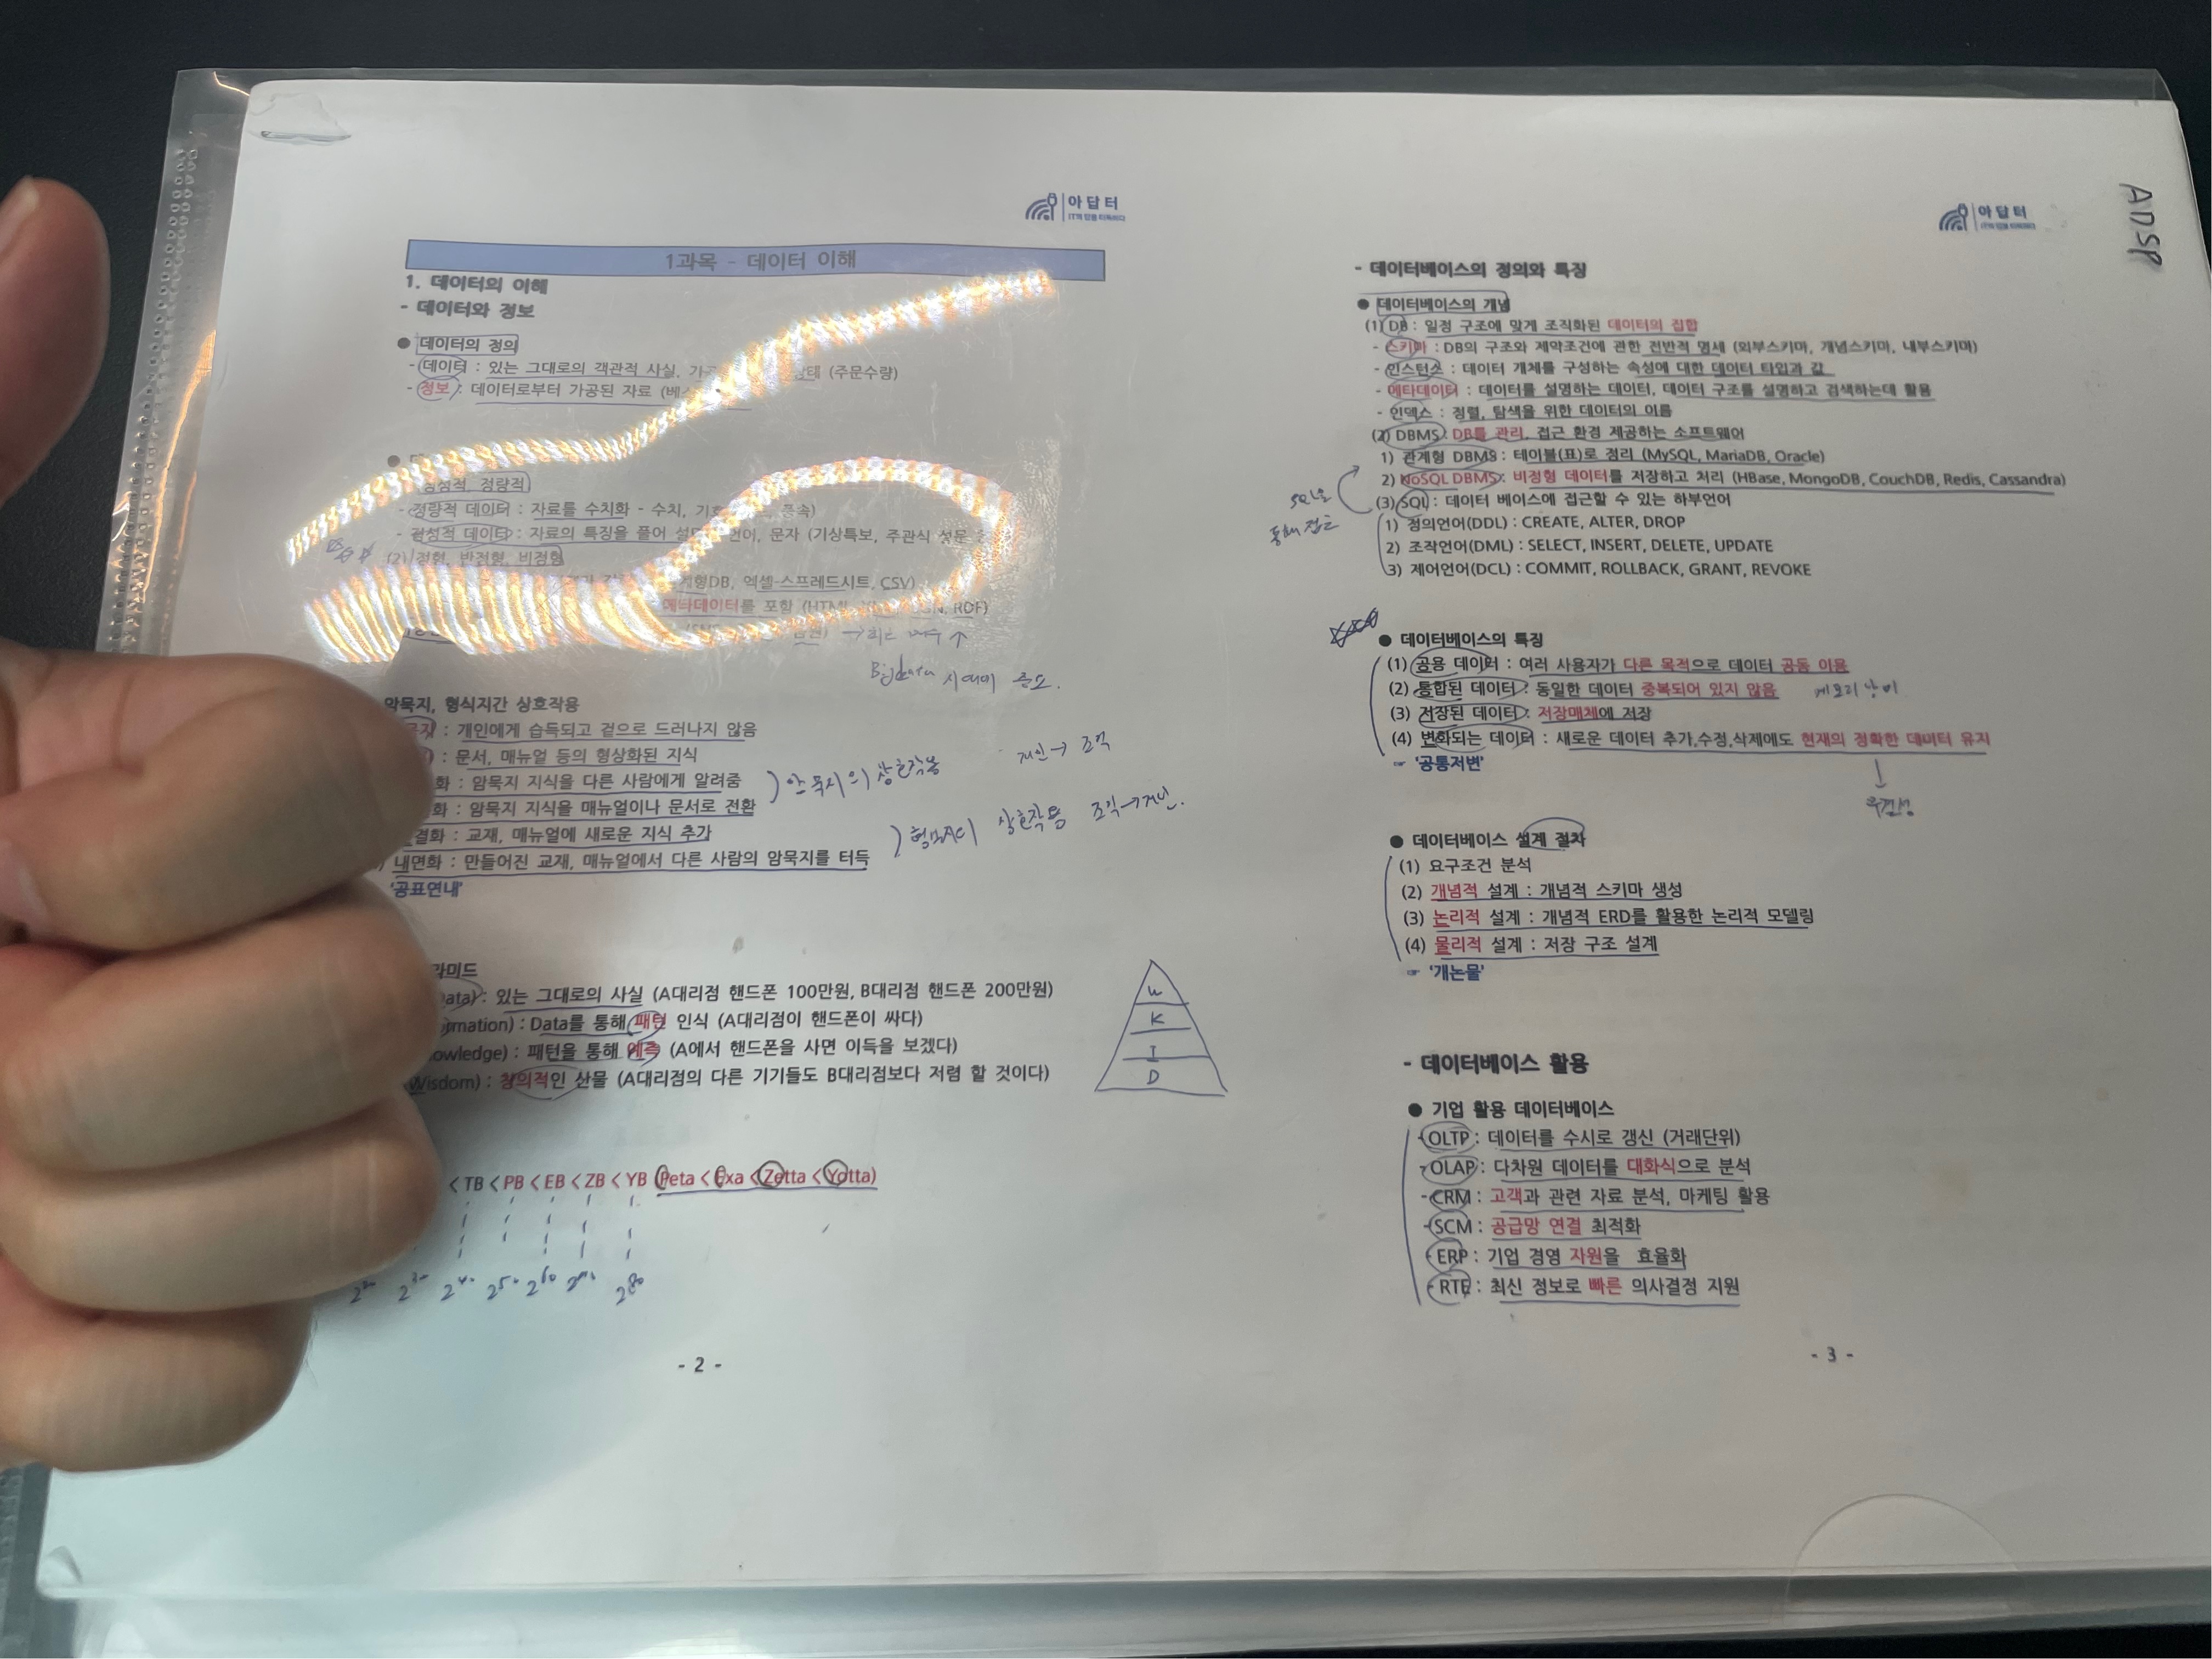 아답터
1과목 - 데이터 이해
1. 데이터의 이해
- 데이터와 정보
● 데이터의 정의
- 데이터 : 있는 그대로의 객관적 사실, (주문수량)
- 정보 : 데이터로부터 가공된 자료
정성적, 정량적
- 정량적 데이터 : 자료를 수치화 - 수치, 풍속)
- 정성적 데이터 : 자료의 특징을 풀어 언어, 문자 (기상특보, 주관식 설문
(2) 정형, 반정형, 비정형
엑셀-스프레드시트, CSV)
메타데이터를 포함 RDF)
Bigdata 시대에 중요.
암묵지, 형식지간 상호작용
: 개인에게 습득되고 겉으로 드러나지 않음
: 문서, 매뉴얼 등의 형상화된 지식
화 : 암묵지 지식을 다른 사람에게 알려줌
화 : 암묵지 지식을 매뉴얼이나 문서로 전환
암묵지의 상호작용 개인→조직
결화 : 교재, 매뉴얼에 새로운 지식 추가
내면화 : 만들어진 교재, 매뉴얼에서 다른 사람의 암묵지를 터득
상호작용 조직→개인.
'공표연내'
라미드
ata) : 있는 그대로의 사실 (A대리점 핸드폰 100만원, B대리점 핸드폰 200만원)
rmation) : Data를 통해 패턴 인식 (A대리점이 핸드폰이 싸다)
owledge) : 패턴을 통해 예측 (A에서 핸드폰을 사면 이득을 보겠다)
Wisdom) : 창의적인 산물 (A대리점의 다른 기기들도 B대리점보다 저렴 할 것이다)
W
K
I
D
< TB < PB < EB < ZB < YB (Peta < Exa < Zetta < Yotta)
2^20 2^30 2^40 2^50 2^60 2^70 2^80
- 2 -
아답터
ADSP
- 데이터베이스의 정의와 특징
● 데이터베이스의 개념
(1) DB : 일정 구조에 맞게 조직화된 데이터의 집합
- 스키마 : DB의 구조와 제약조건에 관한 전반적 명세 (외부스키마, 개념스키마, 내부스키마)
- 인스턴스 : 데이터 개체를 구성하는 속성에 대한 데이터 타입과 값
- 메타데이터 : 데이터를 설명하는 데이터, 데이터 구조를 설명하고 검색하는데 활용
- 인덱스 : 정렬, 탐색을 위한 데이터의 이름
(2) DBMS : DB를 관리, 접근 환경 제공하는 소프트웨어
1) 관계형 DBMS : 테이블(표)로 정리 (MySQL, MariaDB, Oracle)
2) NoSQL DBMS : 비정형 데이터를 저장하고 처리 (HBase, MongoDB, CouchDB, Redis, Cassandra)
SQL을
통해 접근
(3) SQL : 데이터 베이스에 접근할 수 있는 하부언어
1) 정의언어(DDL) : CREATE, ALTER, DROP
2) 조작언어(DML) : SELECT, INSERT, DELETE, UPDATE
3) 제어언어(DCL) : COMMIT, ROLLBACK, GRANT, REVOKE
● 데이터베이스의 특징
(1) 공용 데이터 : 여러 사용자가 다른 목적으로 데이터 공동 이용
(2) 통합된 데이터 : 동일한 데이터 중복되어 있지 않음 메모리 낭비
(3) 저장된 데이터 : 저장매체에 저장
(4) 변화되는 데이터 : 새로운 데이터 추가,수정,삭제에도 현재의 정확한 데이터 유지
☞ '공통저변'
무결성
● 데이터베이스 설계 절차
(1) 요구조건 분석
(2) 개념적 설계 : 개념적 스키마 생성
(3) 논리적 설계 : 개념적 ERD를 활용한 논리적 모델링
(4) 물리적 설계 : 저장 구조 설계
☞ '개논물'
- 데이터베이스 활용
● 기업 활용 데이터베이스
- OLTP : 데이터를 수시로 갱신 (거래단위)
- OLAP : 다차원 데이터를 대화식으로 분석
- CRM : 고객과 관련 자료 분석, 마케팅 활용
- SCM : 공급망 연결 최적화
- ERP : 기업 경영 자원을 효율화
- RTE : 최신 정보로 빠른 의사결정 지원
- 3 -